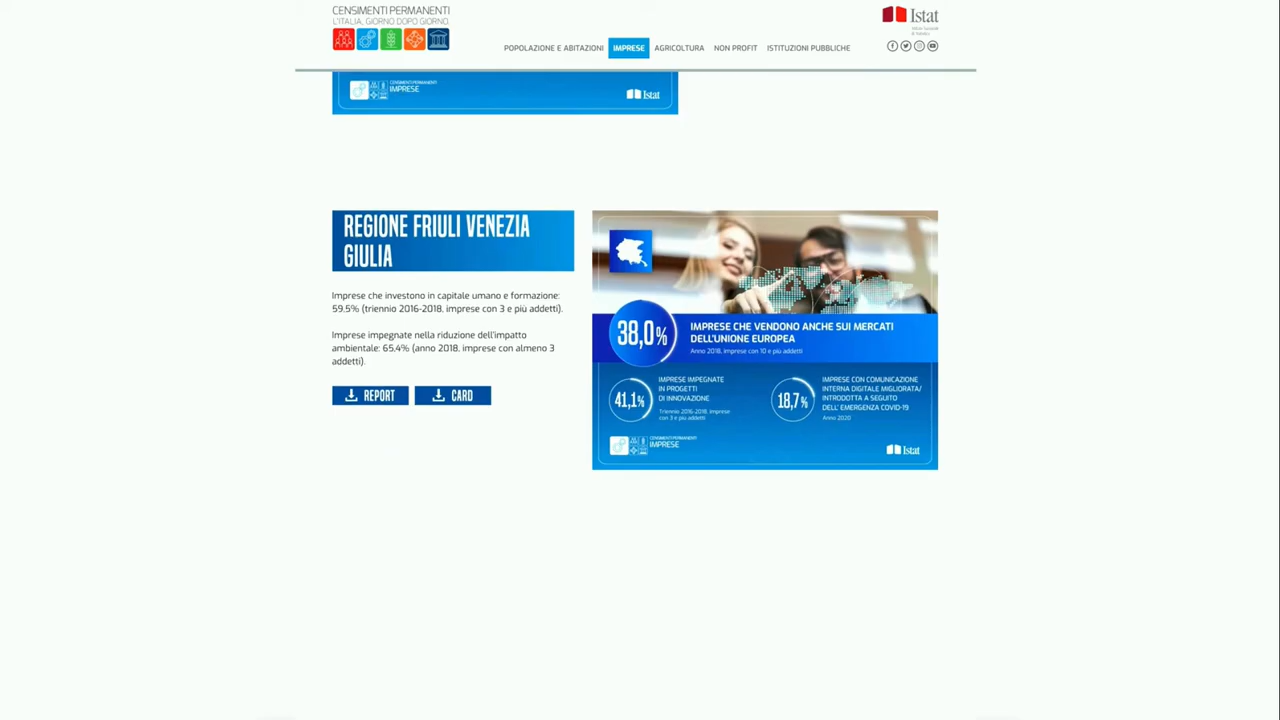 CENSIMENTI PERMANENTI
L'ITALIA, GIORNO DOPO GIORNO.
Istat
POPOLAZIONE E ABITAZIONI IMPRESE AGRICOLTURA NON PROFIT ISTITUZIONI PUBBLICHE
CENSIMENTI PERMANENTI
IMPRESE
Istat
REGIONE FRIULI VENEZIA
GIULIA
Imprese che investono in capitale umano e formazione:
59,5% (triennio 2016-2018, imprese con 3 e più addetti).
Imprese impegnate nella riduzione dell'impatto
ambientale: 65,4% (anno 2018, imprese con almeno 3
addetti).
REPORT
CARD
38,0%
IMPRESE CHE VENDONO ANCHE SUI MERCATI
DELL'UNIONE EUROPEA
Anno 2018, imprese con 10 e più addetti
41,1%
IMPRESE IMPEGNATE
IN PROGETTI
DI INNOVAZIONE
Triennio 2016-2018, imprese
con 3 e più addetti
18,7%
IMPRESE CON COMUNICAZIONE
INTERNA DIGITALE MIGLIORATA/
INTRODOTTA A SEGUITO
DELL' EMERGENZA COVID-19
Anno 2020
CENSIMENTI PERMANENTI
IMPRESE
Istat